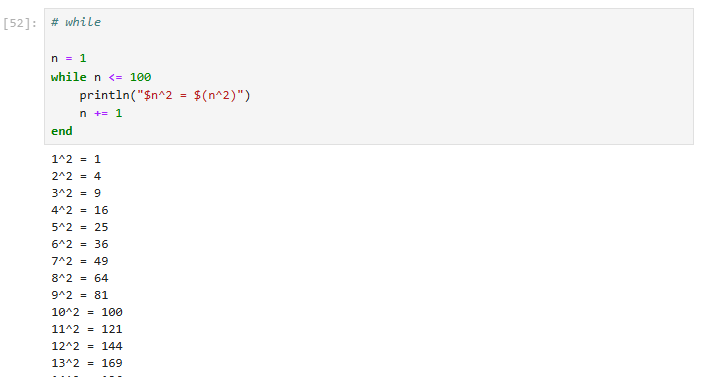 [52]: # while
n = 1
while n <= 100
    println("$n^2 = $(n^2)")
    n += 1
end
1^2 = 1
2^2 = 4
3^2 = 9
4^2 = 16
5^2 = 25
6^2 = 36
7^2 = 49
8^2 = 64
9^2 = 81
10^2 = 100
11^2 = 121
12^2 = 144
13^2 = 169